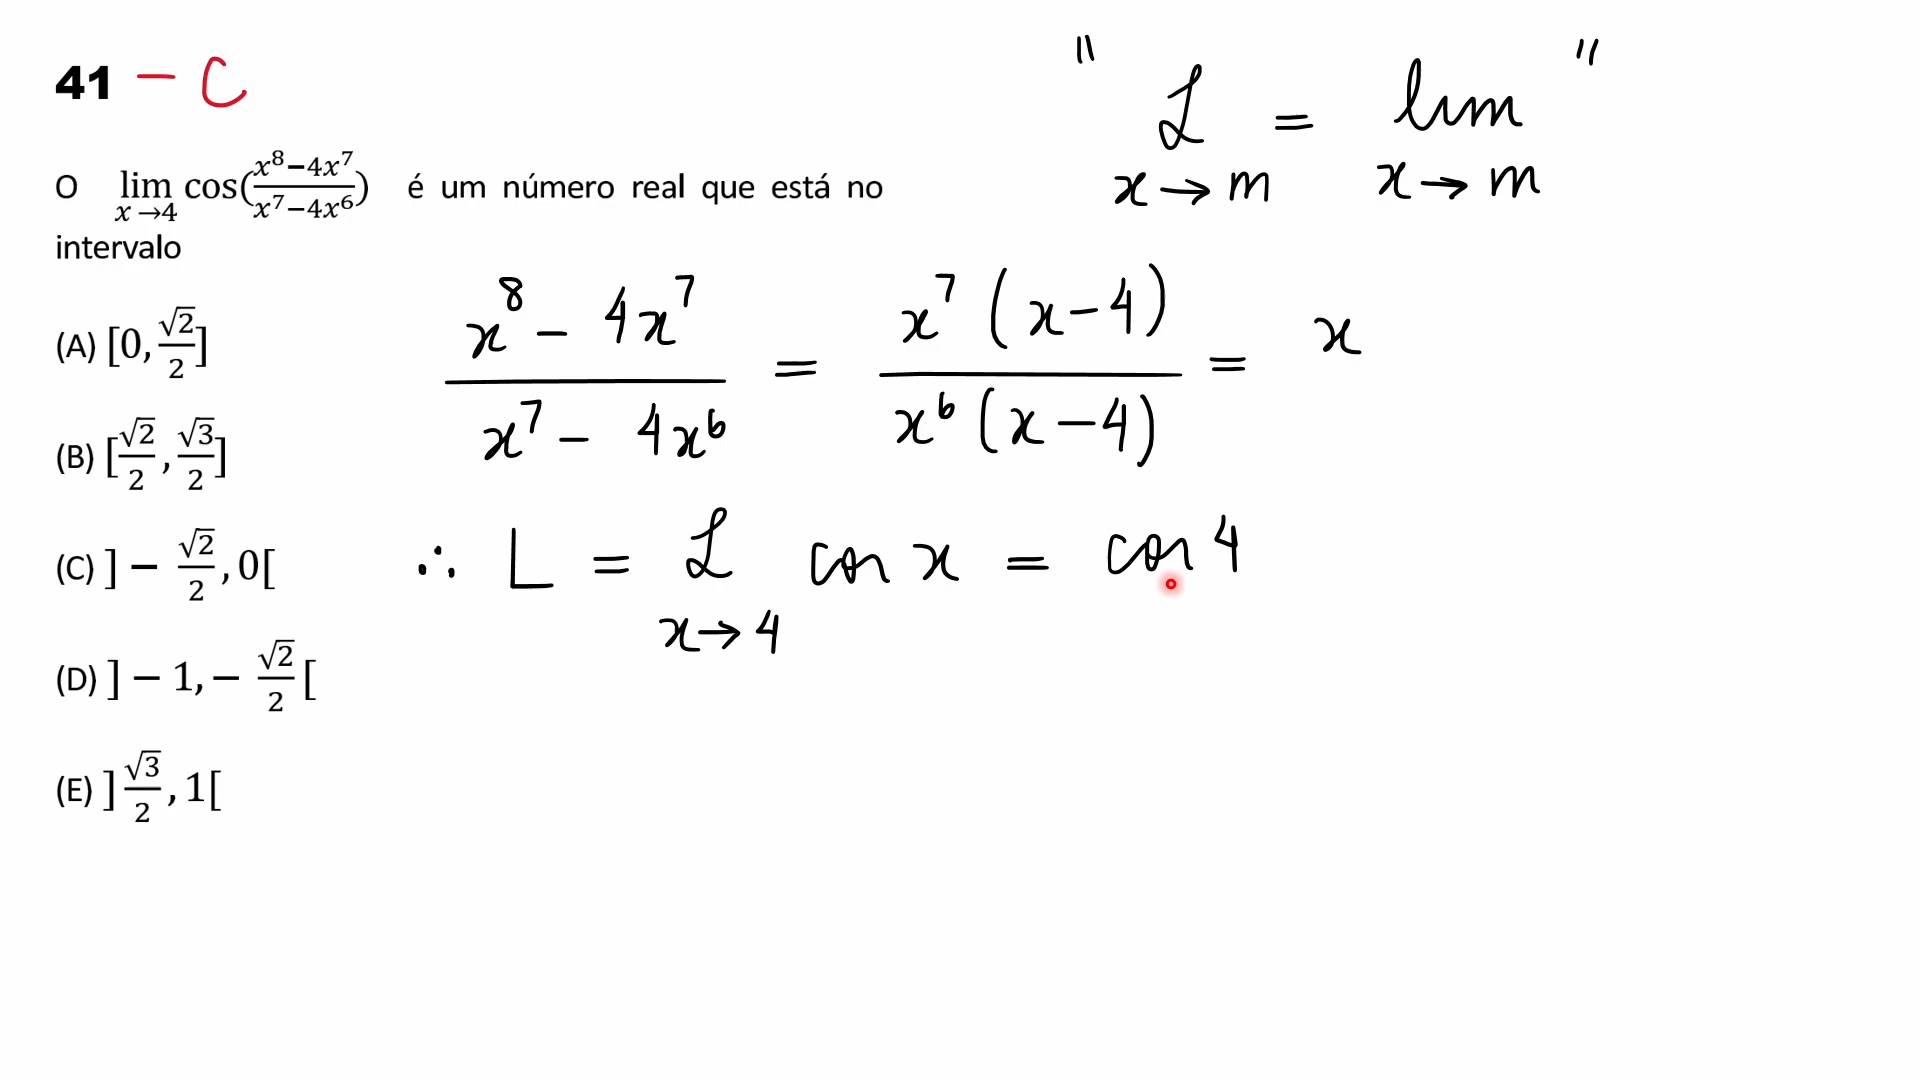 41 - C
" ℒ = lim "
x→m x→m
O lim cos(x⁸−4x⁷/x⁷−4x⁶) é um número real que está no
x→4
intervalo
x⁸ - 4x⁷ / x⁷ - 4x⁶ = x⁷(x-4) / x⁶(x-4) = x
(A) [0, √2/2]
(B) [√2/2, √3/2]
(C) ]− √2/2, 0[
∴ L = ℒ cos x = cos 4
x→4
(D) ]− 1, − √2/2[
(E) ]√3/2, 1[